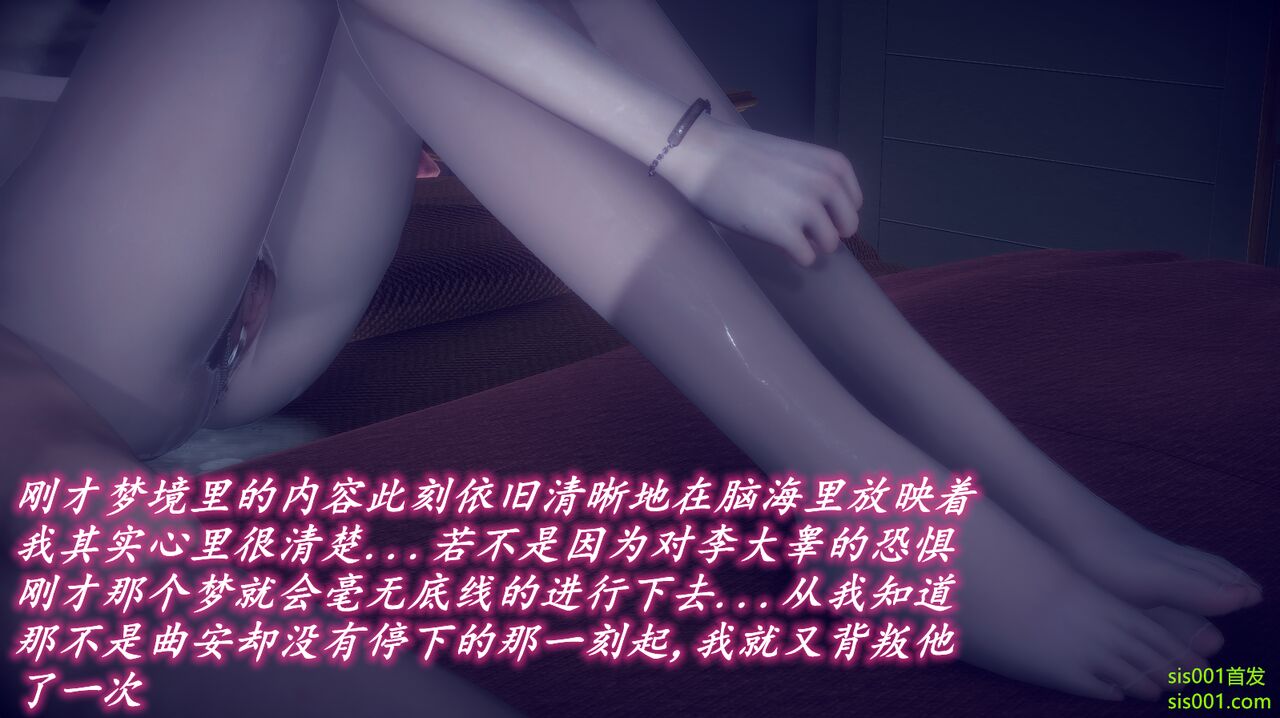 刚才梦境里的内容此刻依旧清晰地在脑海里放映着
我其实心里很清楚...若不是因为对李大睾的恐惧
刚才那个梦就会毫无底线的进行下去...从我知道
那不是曲安却没有停下的那一刻起,我就又背叛他
了一次
sis001首发
sis001.com